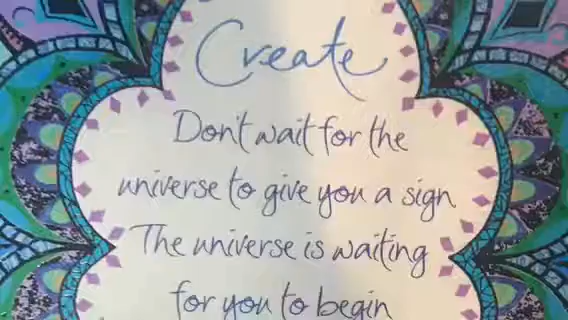 Create
Don't wait for the
universe to give you a sign
The universe is waiting
for you to begin